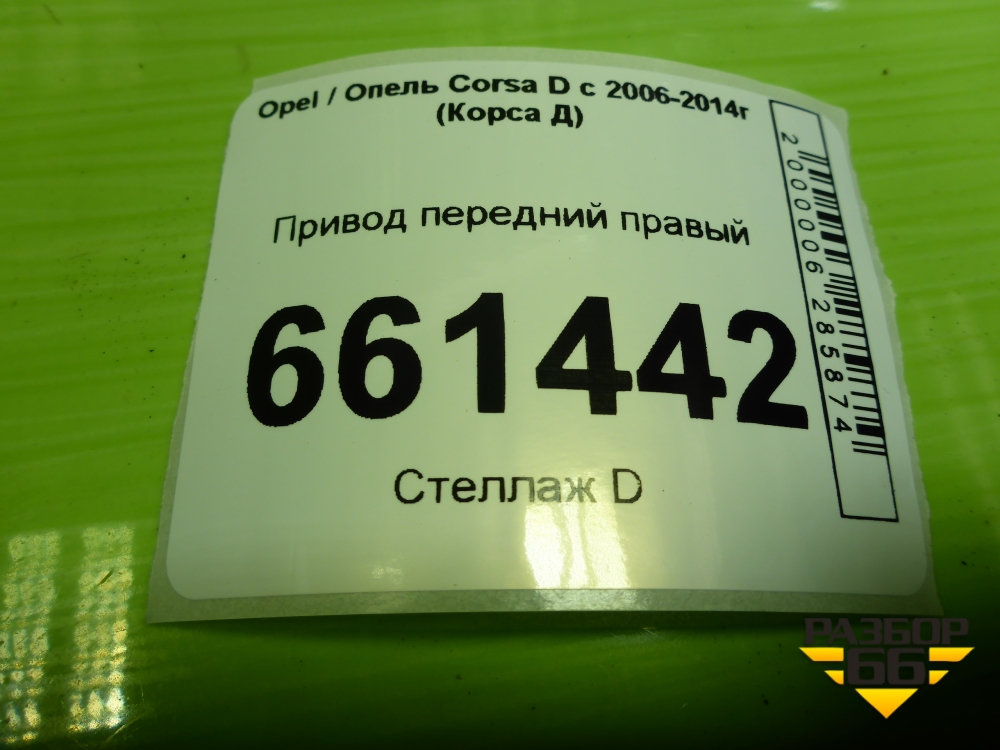 Opel / Опель Corsa D с 2006-2014г
(Корса Д)
Привод передний правый
661442
Стеллаж D
2000006285874
РАЗБОР
66